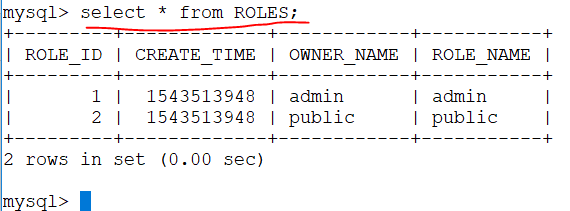 mysql> select * from ROLES;
+---------+-------------+------------+-----------+
| ROLE_ID | CREATE_TIME | OWNER_NAME | ROLE_NAME |
+---------+-------------+------------+-----------+
|       1 |  1543513948 | admin      | admin     |
|       2 |  1543513948 | public     | public    |
+---------+-------------+------------+-----------+
2 rows in set (0.00 sec)
mysql>